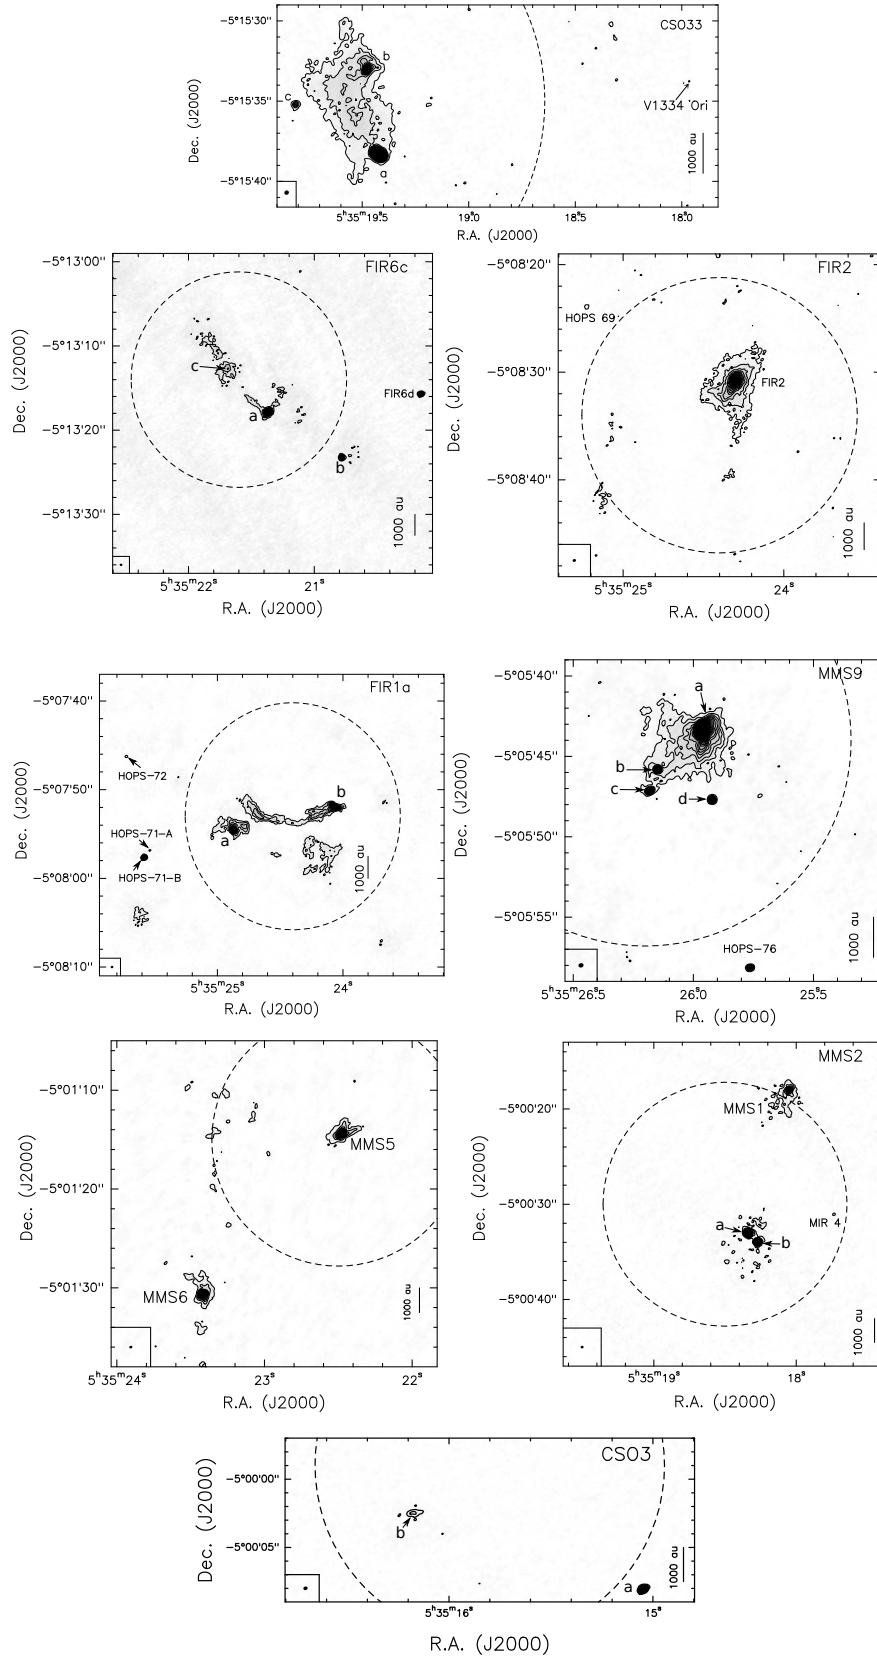 CSO33
−5°15'30"
−5°15'35"
−5°15'40"
Dec. (J2000)
b
c
a
V1334 Ori
1000 au
5ʰ35ᵐ19ˢ.5
19.0
18.5
18.0
R.A. (J2000)
FIR6c
−5°13'00"
−5°13'10"
−5°13'20"
−5°13'30"
Dec. (J2000)
c
a
b
FIR6d
1000 au
5ʰ35ᵐ22ˢ
21ˢ
R.A. (J2000)
FIR2
−5°08'20"
−5°08'30"
−5°08'40"
Dec. (J2000)
HOPS 69
FIR2
1000 au
5ʰ35ᵐ25ˢ
24ˢ
R.A. (J2000)
FIR1a
−5°07'40"
−5°07'50"
−5°08'00"
−5°08'10"
Dec. (J2000)
HOPS−72
HOPS−71−A
HOPS−71−B
a
b
1000 au
5ʰ35ᵐ25ˢ
24ˢ
R.A. (J2000)
MMS9
−5°05'40"
−5°05'45"
−5°05'50"
−5°05'55"
Dec. (J2000)
a
b
c
d
HOPS−76
1000 au
5ʰ35ᵐ26ˢ.5
26.0
25.5
R.A. (J2000)
−5°01'10"
−5°01'20"
−5°01'30"
Dec. (J2000)
MMS5
MMS6
1000 au
5ʰ35ᵐ24ˢ
23ˢ
22ˢ
R.A. (J2000)
MMS2
−5°00'20"
−5°00'30"
−5°00'40"
Dec. (J2000)
MMS1
a
b
MIR 4
1000 au
5ʰ35ᵐ19ˢ
18ˢ
R.A. (J2000)
CSO3
−5°00'00"
−5°00'05"
Dec. (J2000)
b
a
1000 au
5ʰ35ᵐ16ˢ
15ˢ
R.A. (J2000)